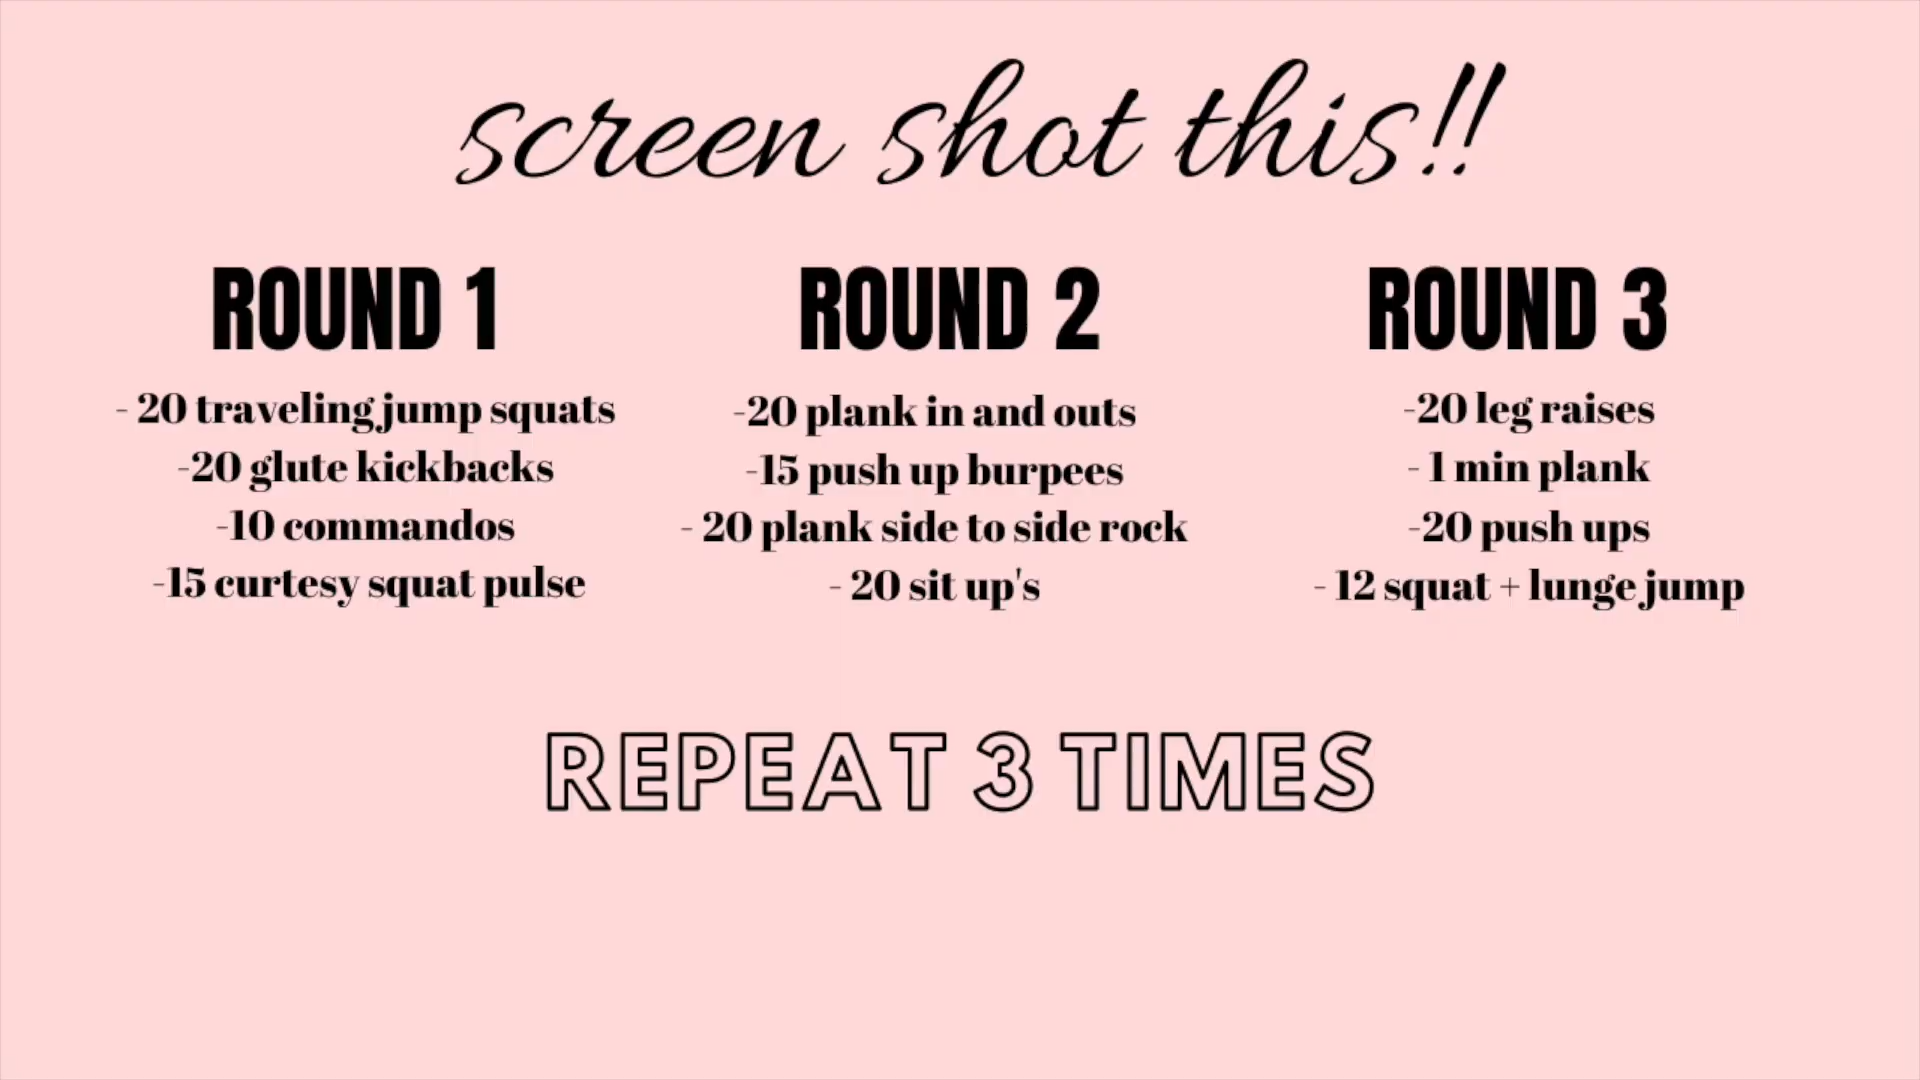 screen shot this!!
ROUND 1
- 20 traveling jump squats
-20 glute kickbacks
-10 commandos
-15 curtesy squat pulse
ROUND 2
-20 plank in and outs
-15 push up burpees
- 20 plank side to side rock
- 20 sit up's
ROUND 3
-20 leg raises
- 1 min plank
-20 push ups
- 12 squat + lunge jump
REPEAT 3 TIMES